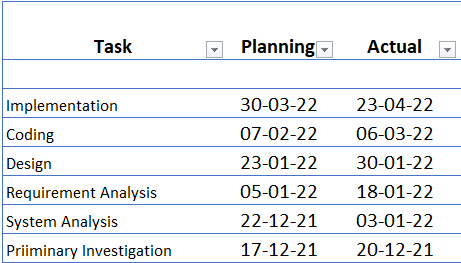 Task Planning Actual
Implementation 30-03-22 23-04-22
Coding 07-02-22 06-03-22
Design 23-01-22 30-01-22
Requirement Analysis 05-01-22 18-01-22
System Analysis 22-12-21 03-01-22
Priiminary Investigation 17-12-21 20-12-21